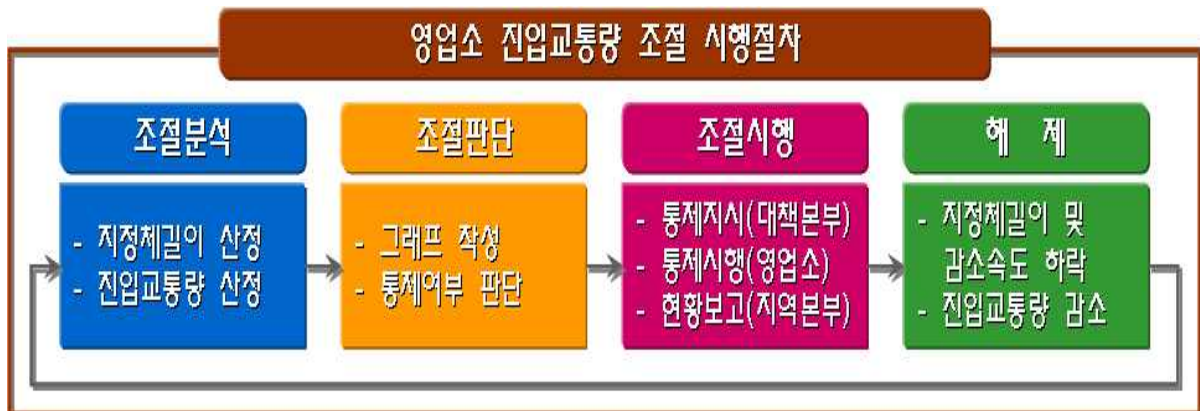 영업소 진입교통량 조절 시행절차
조절분석
- 지정체길이 산정
- 진입교통량 산정
조절판단
- 그래프 작성
- 통제여부 판단
조절시행
- 통제지시(대책본부)
- 통제시행(영업소)
- 현황보고(지역본부)
해 제
- 지정체길이 및
감소속도 하락
- 진입교통량 감소